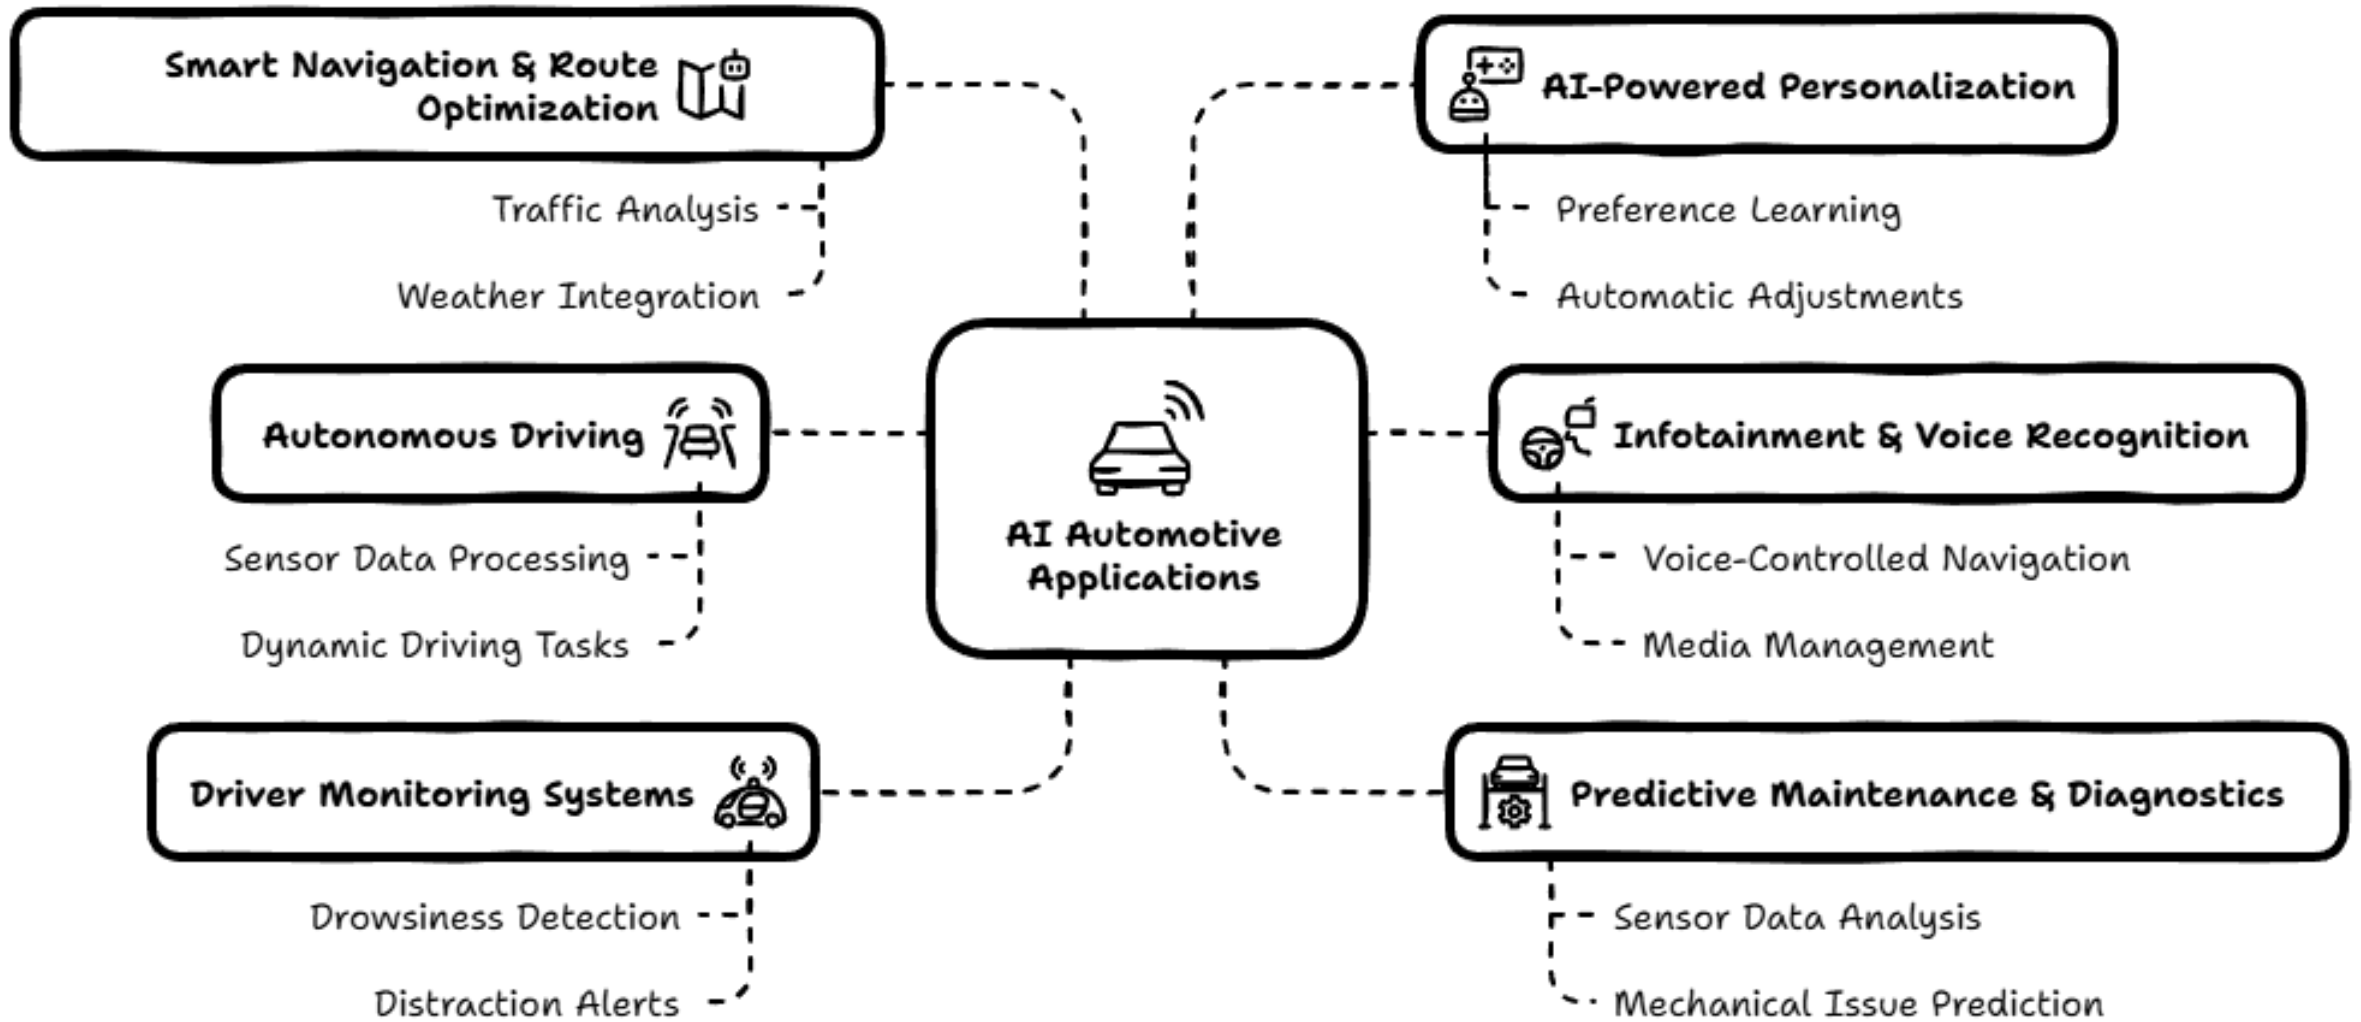 Smart Navigation & Route
Optimization
Traffic Analysis
Weather Integration
Autonomous Driving
Sensor Data Processing
Dynamic Driving Tasks
Driver Monitoring Systems
Drowsiness Detection
Distraction Alerts
AI Automotive
Applications
AI-Powered Personalization
Preference Learning
Automatic Adjustments
Infotainment & Voice Recognition
Voice-Controlled Navigation
Media Management
Predictive Maintenance & Diagnostics
Sensor Data Analysis
Mechanical Issue Prediction